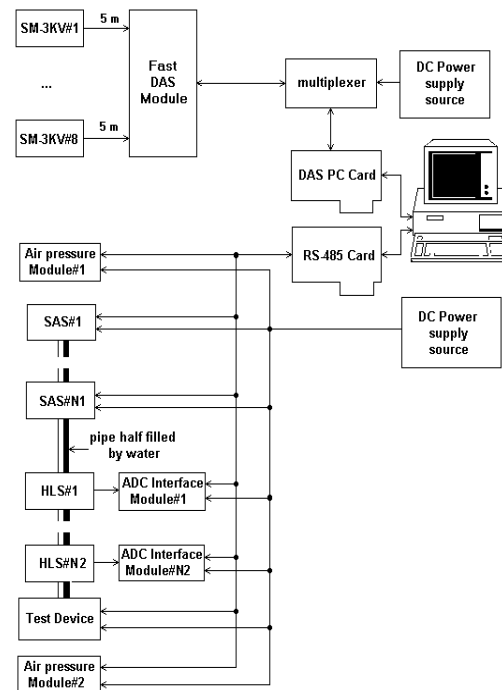 SM-3KV#1
5 m
Fast
DAS
Module
...
SM-3KV#8
5 m
multiplexer
DC Power
supply
source
DAS PC Card
RS-485 Card
Air pressure
Module#1
DC Power
supply
source
SAS#1
SAS#N1
pipe half filled
by water
HLS#1
ADC Interface
Module#1
HLS#N2
ADC Interface
Module#N2
Test Device
Air pressure
Module#2